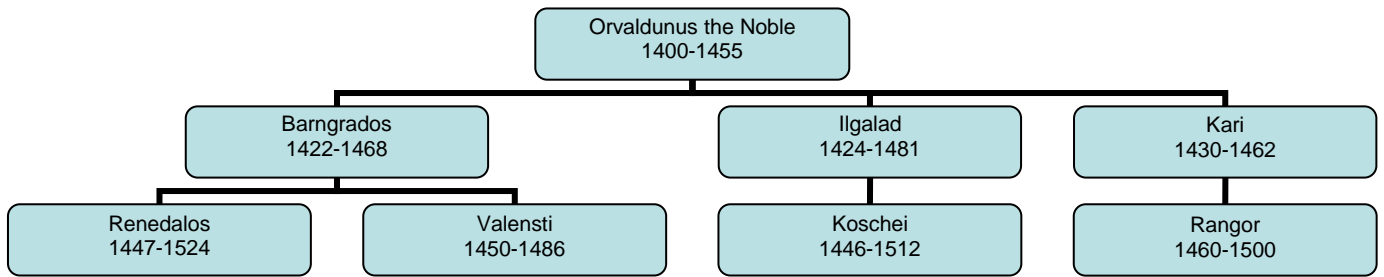 Orvaldunus the Noble
1400-1455
Barngrados
1422-1468
Ilgalad
1424-1481
Kari
1430-1462
Renedalos
1447-1524
Valensti
1450-1486
Koschei
1446-1512
Rangor
1460-1500